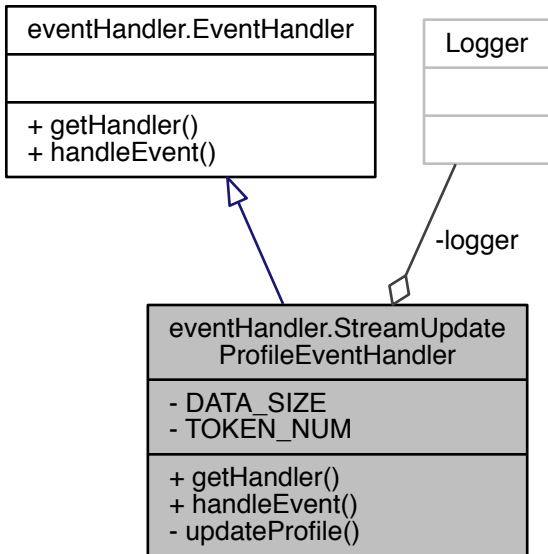 eventHandler.EventHandler
+ getHandler()
+ handleEvent()
Logger
-logger
eventHandler.StreamUpdate
ProfileEventHandler
- DATA_SIZE
- TOKEN_NUM
+ getHandler()
+ handleEvent()
- updateProfile()